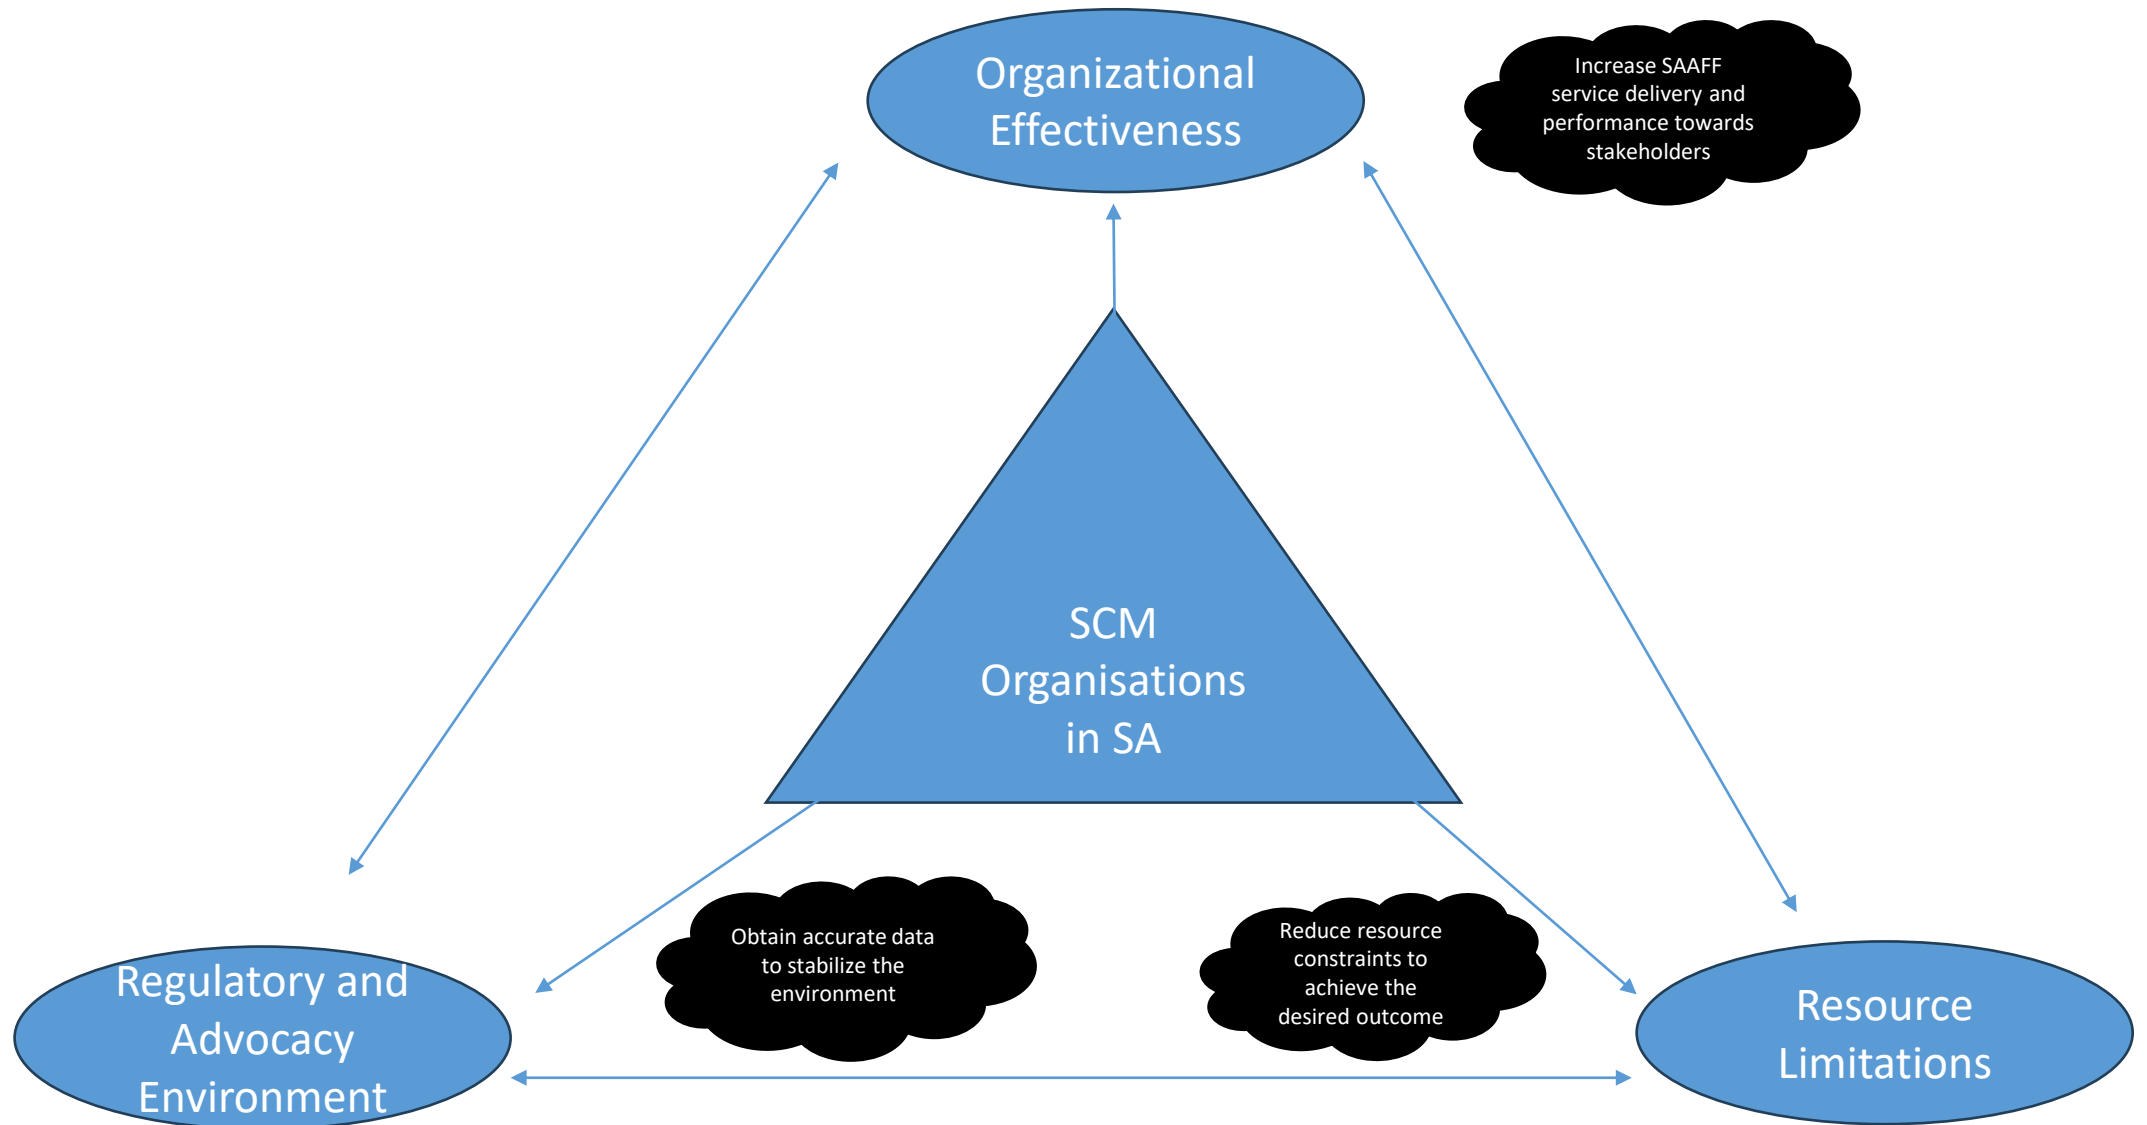 Organizational
Effectiveness
Increase SAAFF
service delivery and
performance towards
stakeholders
SCM
Organisations
in SA
Regulatory and
Advocacy
Environment
Obtain accurate data
to stabilize the
environment
Reduce resource
constraints to
achieve the
desired outcome
Resource
Limitations